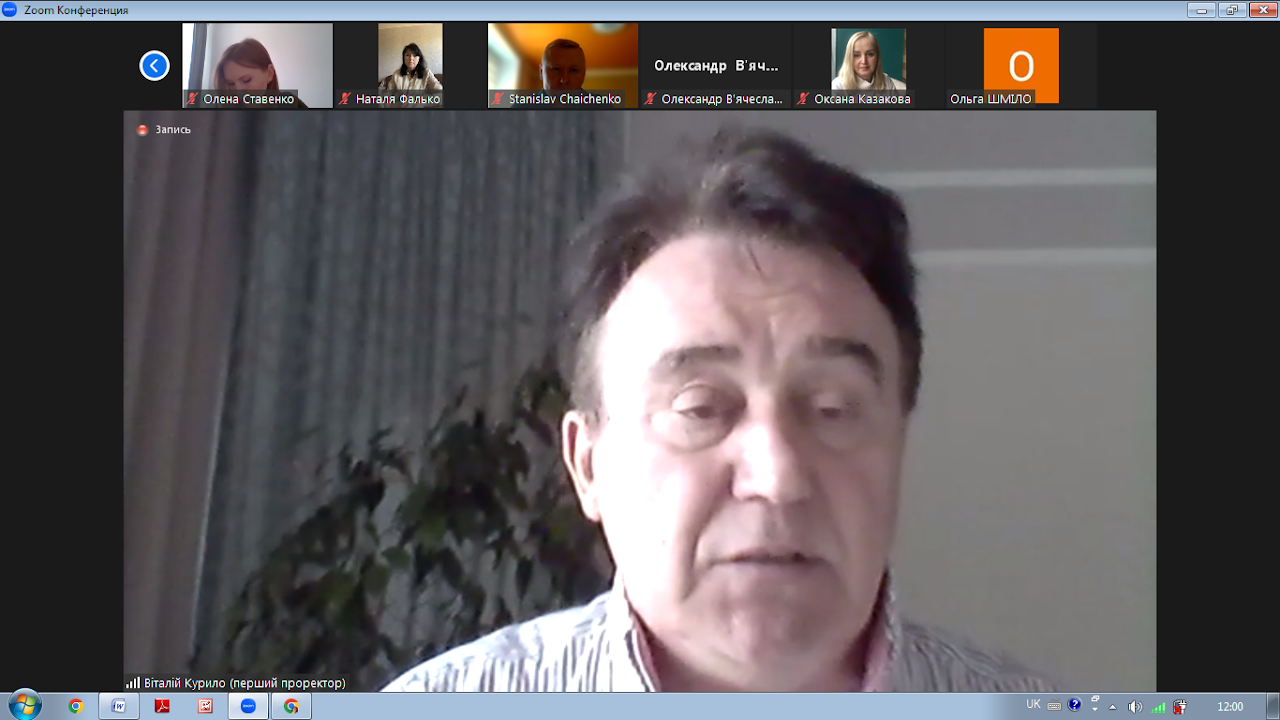 Zoom Конференция
Олександр В'яч...
Олена Ставенко
Наталя Фалько
Stanislav Chaichenko
Олександр В'ячесла...
Оксана Казакова
О
Ольга ШМІЛО
Запись
Віталій Курило (перший проректор)
UK
12:00